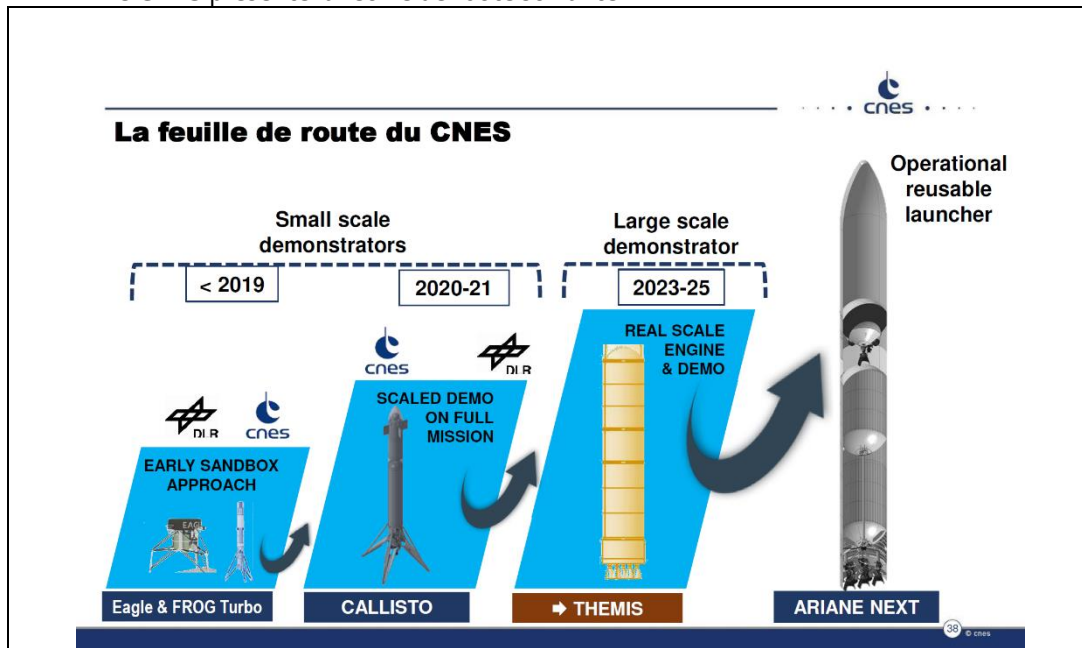 cnes
La feuille de route du CNES
Operational
reusable
launcher
Small scale
demonstrators
Large scale
demonstrator
< 2019
2020-21
2023-25
cnes
DLR
REAL SCALE
ENGINE
& DEMO
DLR
cnes
SCALED DEMO
ON FULL
MISSION
EARLY SANDBOX
APPROACH
EAGL
Eagle & FROG Turbo
CALLISTO
➡ THEMIS
ARIANE NEXT
38
© cnes